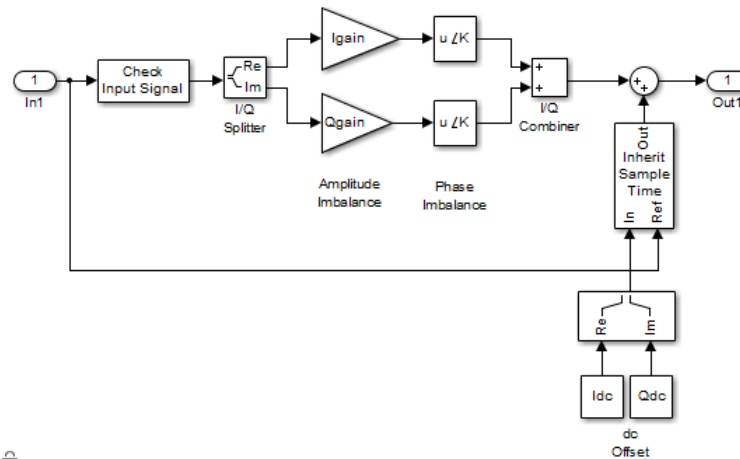 1
In1
Check
Input Signal
Re
Im
I/Q
Splitter
Igain
Qgain
Amplitude
Imbalance
u ∠K
u ∠K
Phase
Imbalance
+
+
I/Q
Combiner
+
+
1
Out1
Out
Inherit
Sample
Time
In
Ref
Re
Im
Idc
Qdc
dc
Offset